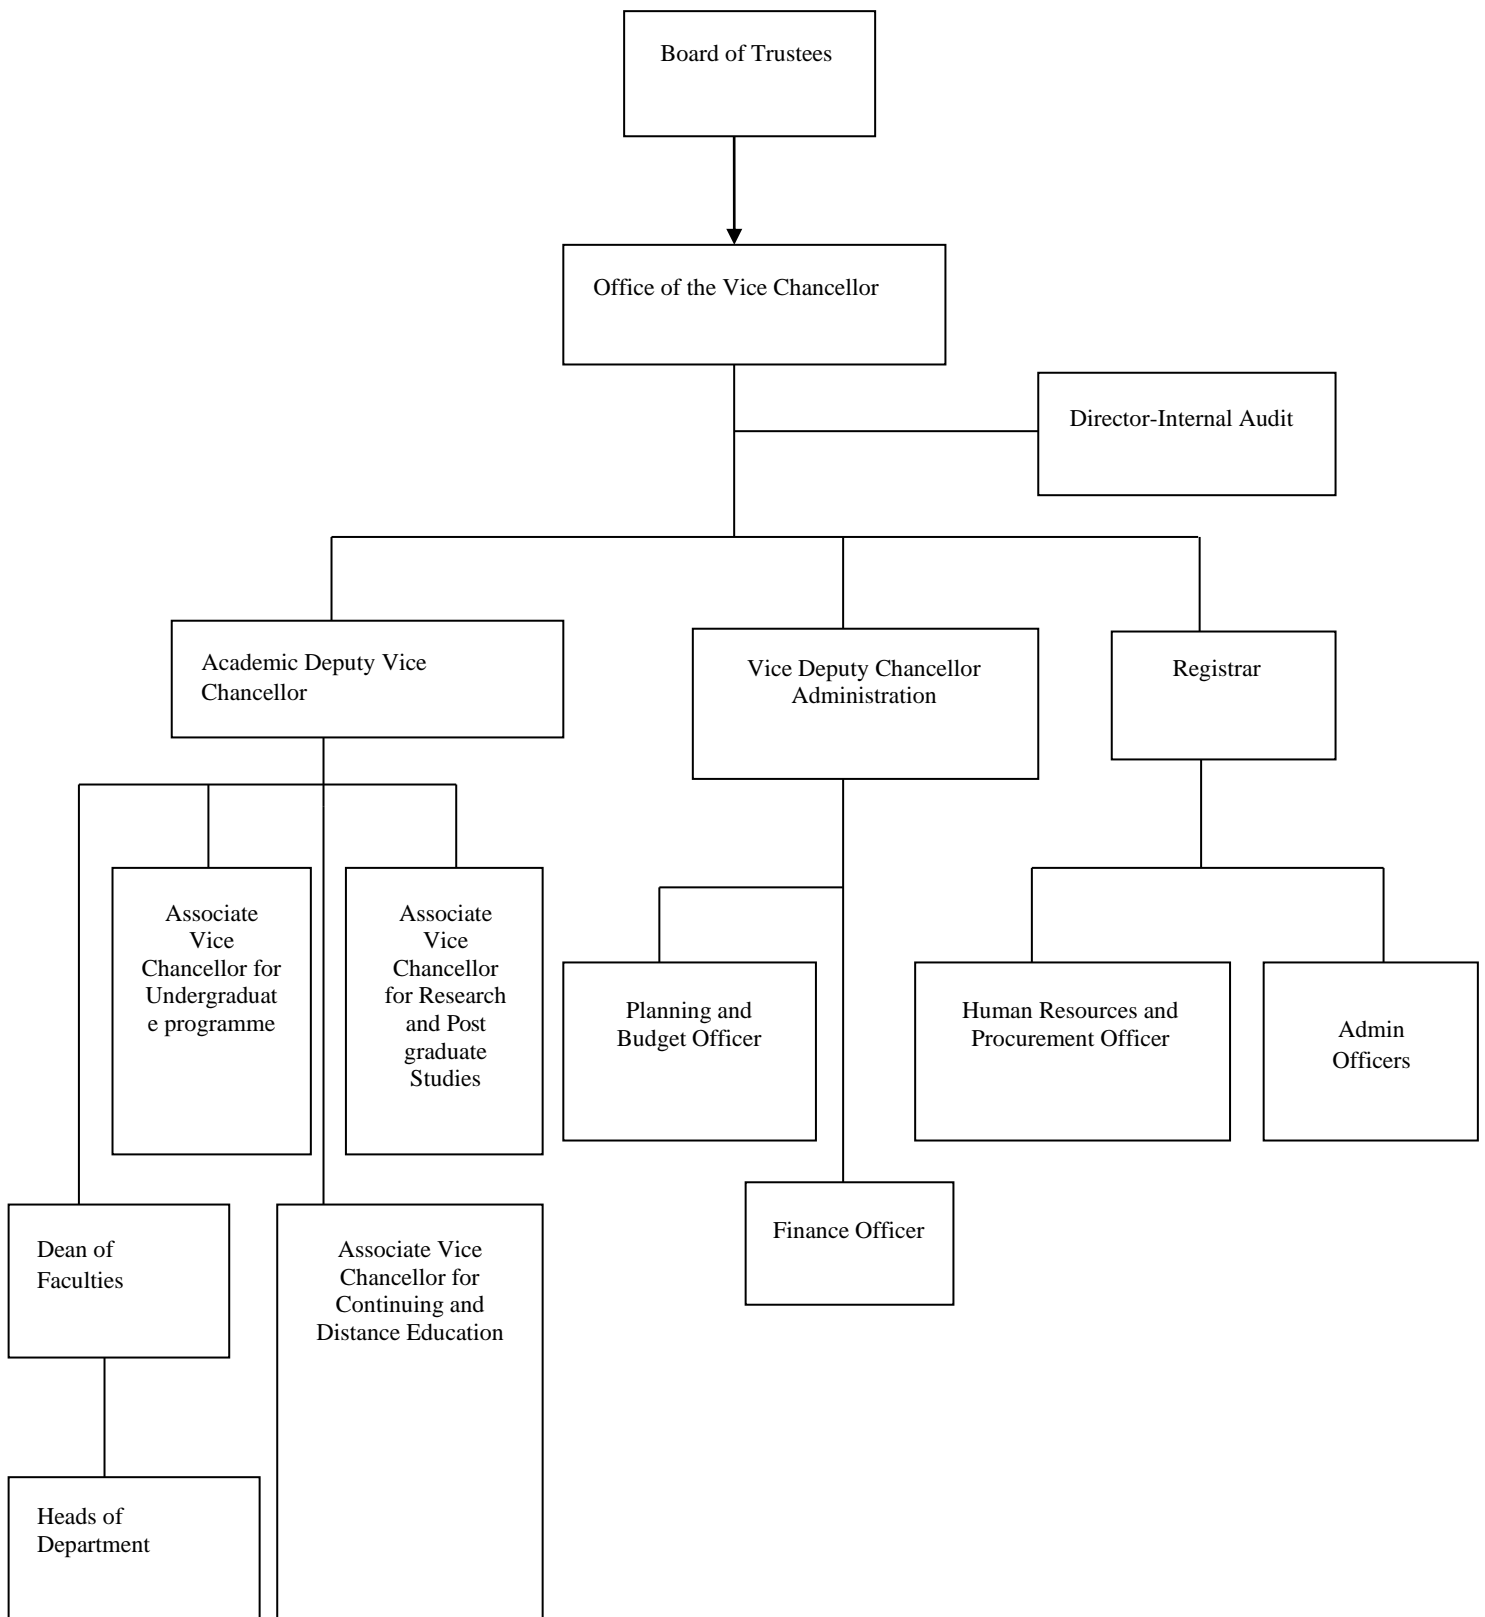 Board of Trustees
Office of the Vice Chancellor
Director-Internal Audit
Academic Deputy Vice
Chancellor
Vice Deputy Chancellor
Administration
Registrar
Associate
Vice
Chancellor for
Undergraduat
e programme
Associate
Vice
Chancellor
for Research
and Post
graduate
Studies
Planning and
Budget Officer
Human Resources and
Procurement Officer
Admin
Officers
Dean of
Faculties
Associate Vice
Chancellor for
Continuing and
Distance Education
Finance Officer
Heads of
Department